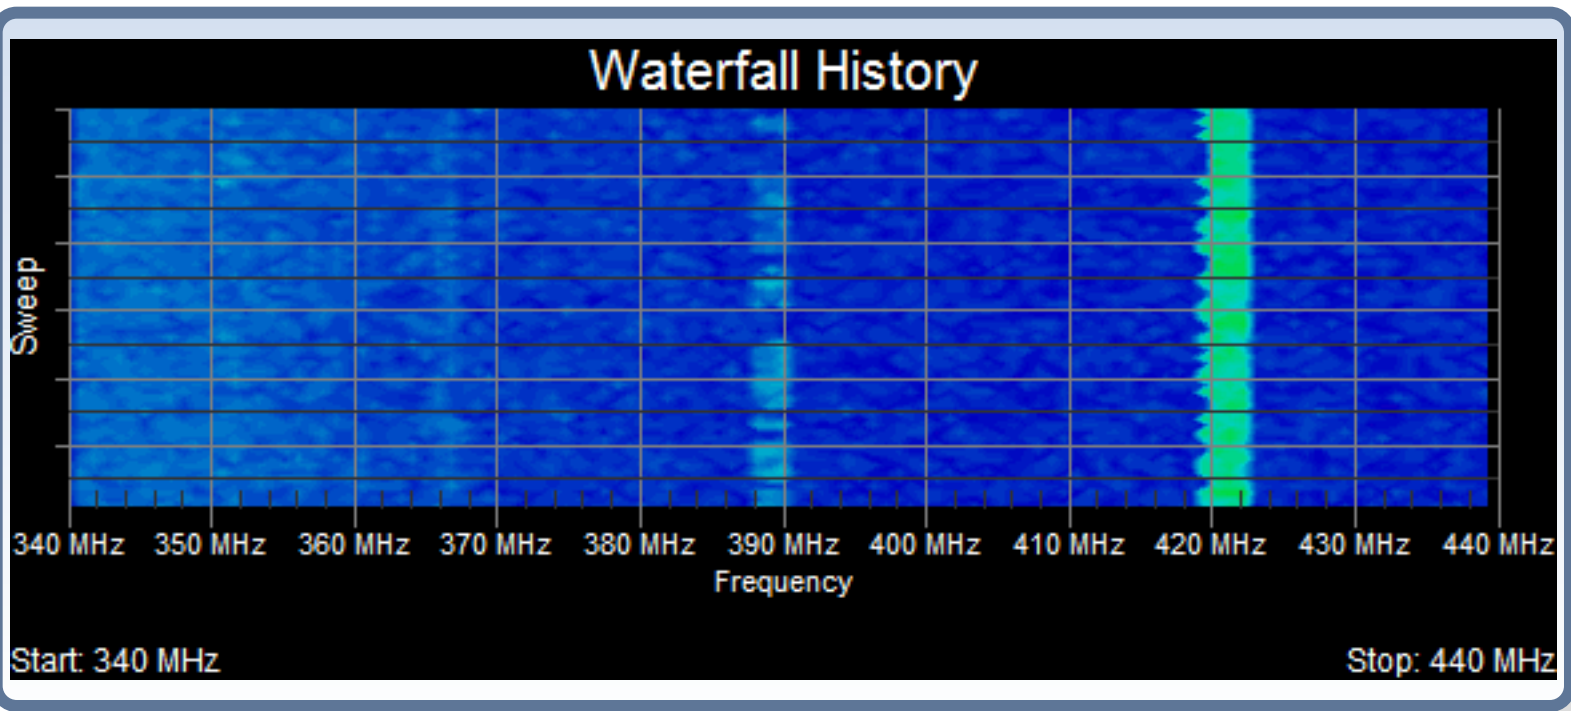 Waterfall History
Sweep
340 MHz 350 MHz 360 MHz 370 MHz 380 MHz 390 MHz 400 MHz 410 MHz 420 MHz 430 MHz 440 MHz
Frequency
Start: 340 MHz Stop: 440 MHz